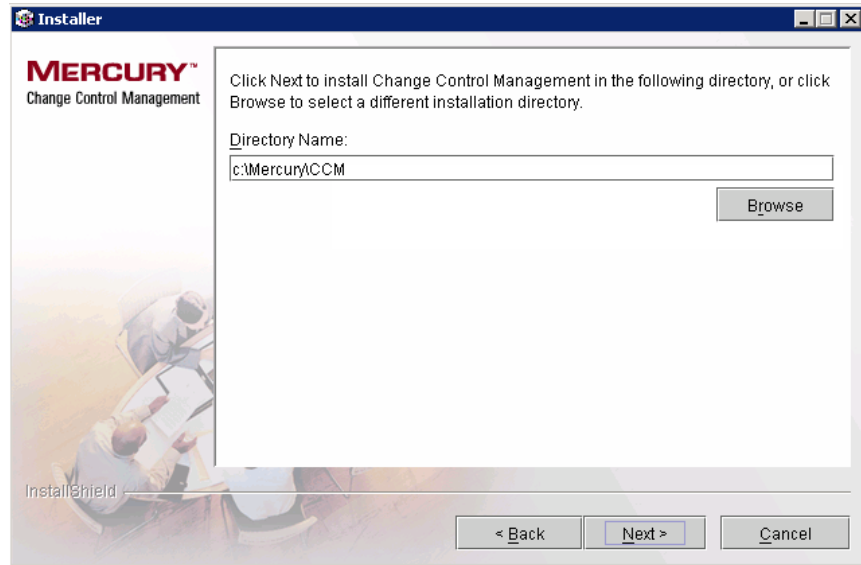 Installer
MERCURY™
Change Control Management
Click Next to install Change Control Management in the following directory, or click
Browse to select a different installation directory.
Directory Name:
c:\Mercury\CCM
Browse
InstallShield
< Back
Next >
Cancel